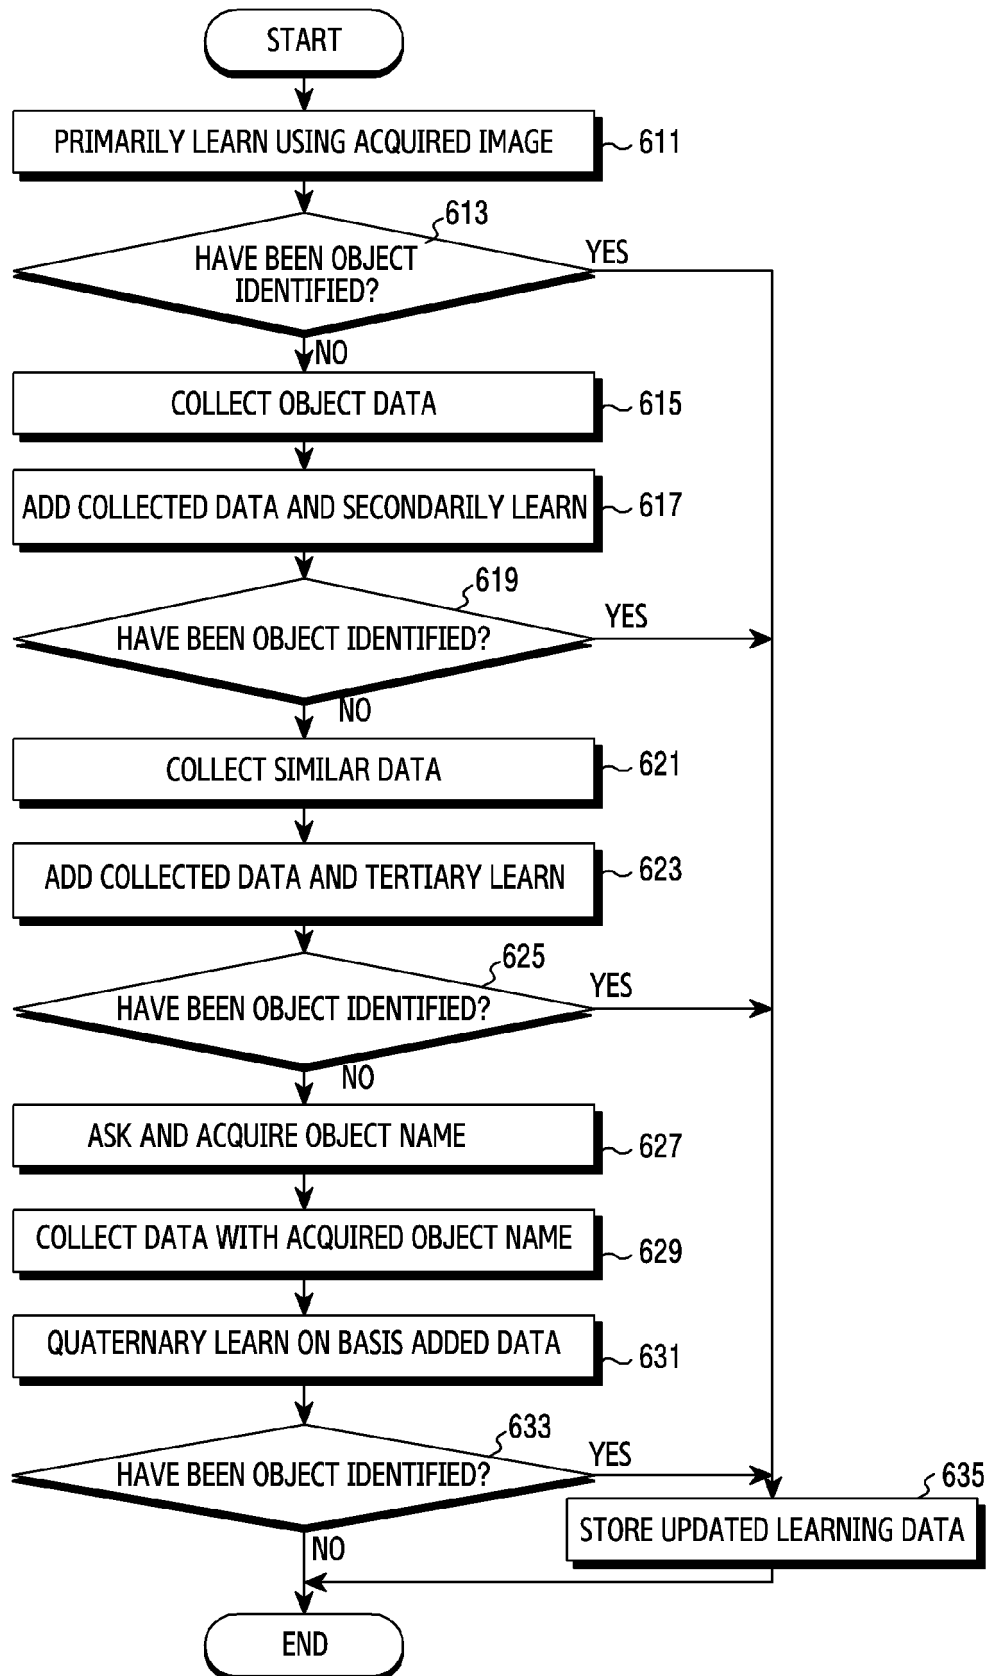 START
PRIMARILY LEARN USING ACQUIRED IMAGE
611
613
HAVE BEEN OBJECT
IDENTIFIED?
YES
NO
COLLECT OBJECT DATA
615
ADD COLLECTED DATA AND SECONDARILY LEARN
617
619
HAVE BEEN OBJECT IDENTIFIED?
YES
NO
COLLECT SIMILAR DATA
621
ADD COLLECTED DATA AND TERTIARY LEARN
623
625
HAVE BEEN OBJECT IDENTIFIED?
YES
NO
ASK AND ACQUIRE OBJECT NAME
627
COLLECT DATA WITH ACQUIRED OBJECT NAME
629
QUATERNARY LEARN ON BASIS ADDED DATA
631
633
HAVE BEEN OBJECT IDENTIFIED?
YES
635
STORE UPDATED LEARNING DATA
NO
END